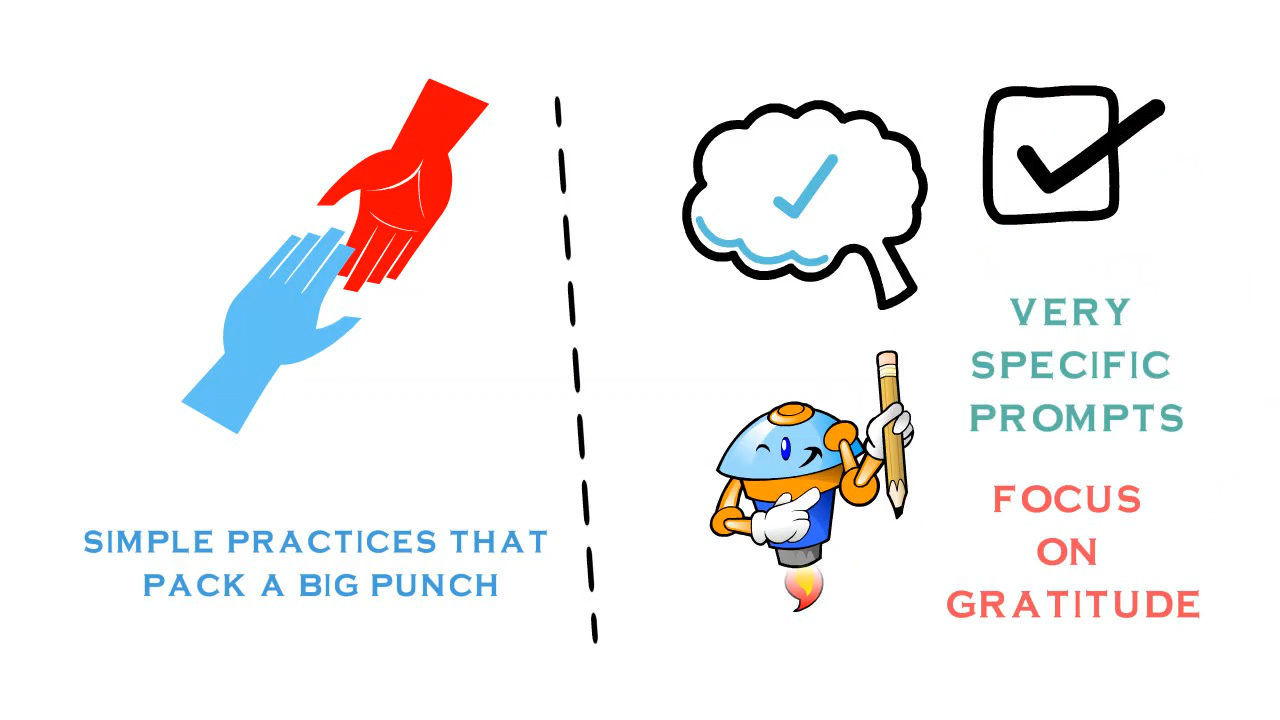 SIMPLE PRACTICES THAT
PACK A BIG PUNCH
VERY
SPECIFIC
PROMPTS
FOCUS
ON
GRATITUDE